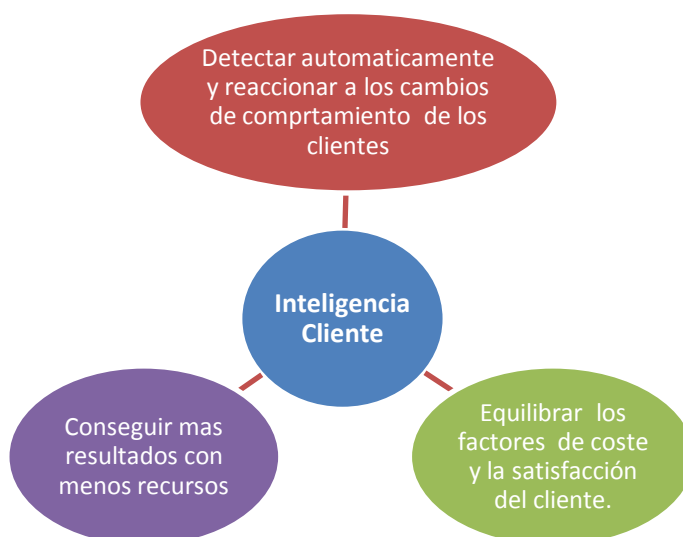 Detectar automaticamente
y reaccionar a los cambios
de comprtamiento de los
clientes
Inteligencia
Cliente
Conseguir mas
resultados con
menos recursos
Equilibrar los
factores de coste
y la satisfacción
del cliente.